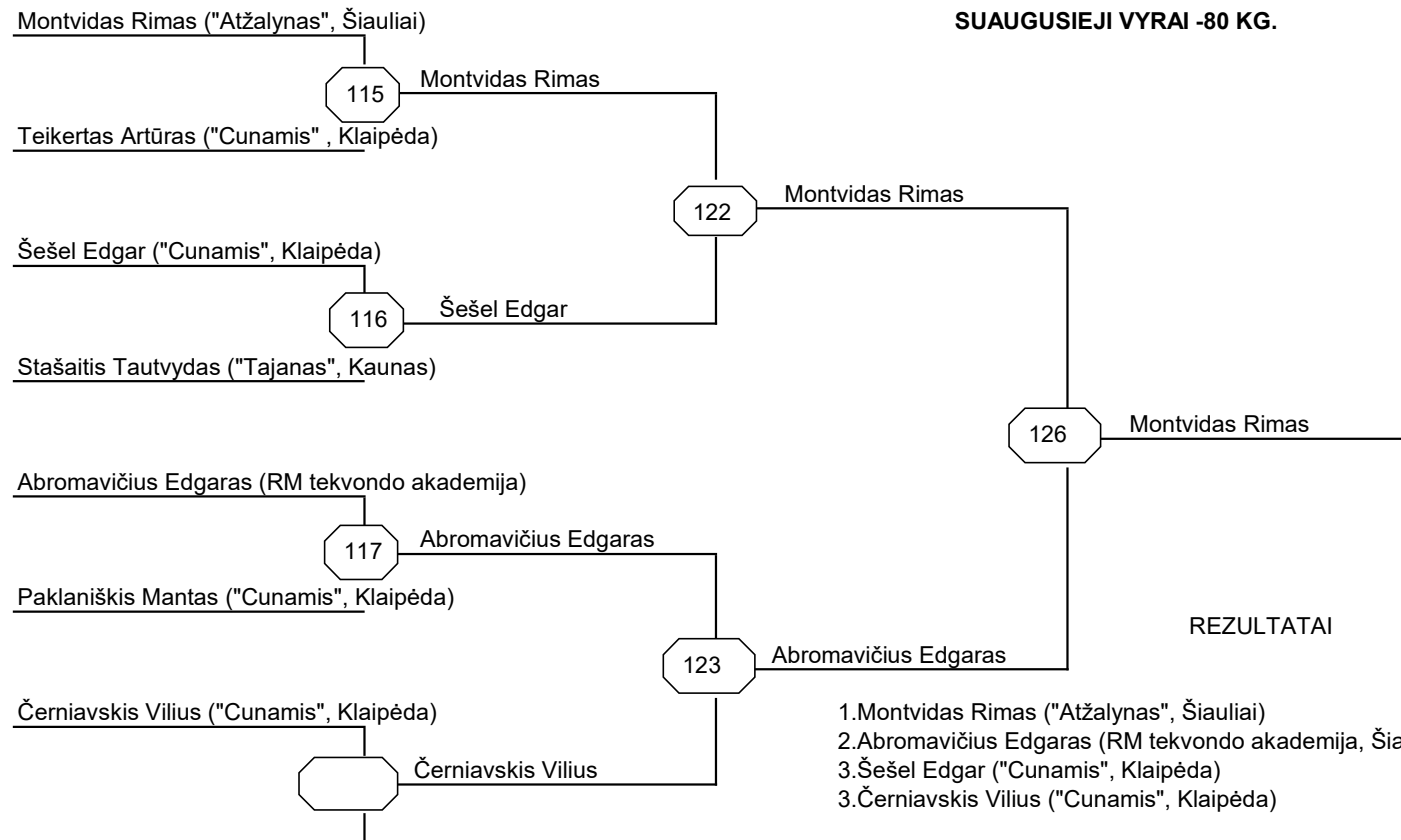 Montvidas Rimas ("Atžalynas", Šiauliai)
SUAUGUSIEJI VYRAI -80 KG.
115
Montvidas Rimas
Teikertas Artūras ("Cunamis" , Klaipėda)
122
Montvidas Rimas
Šešel Edgar ("Cunamis", Klaipėda)
116
Šešel Edgar
Stašaitis Tautvydas ("Tajanas", Kaunas)
126
Montvidas Rimas
Abromavičius Edgaras (RM tekvondo akademija)
117
Abromavičius Edgaras
Paklaniškis Mantas ("Cunamis", Klaipėda)
123
Abromavičius Edgaras
Černiavskis Vilius ("Cunamis", Klaipėda)
Černiavskis Vilius
REZULTATAI
1.Montvidas Rimas ("Atžalynas", Šiauliai)
2.Abromavičius Edgaras (RM tekvondo akademija, Šia
3.Šešel Edgar ("Cunamis", Klaipėda)
3.Černiavskis Vilius ("Cunamis", Klaipėda)